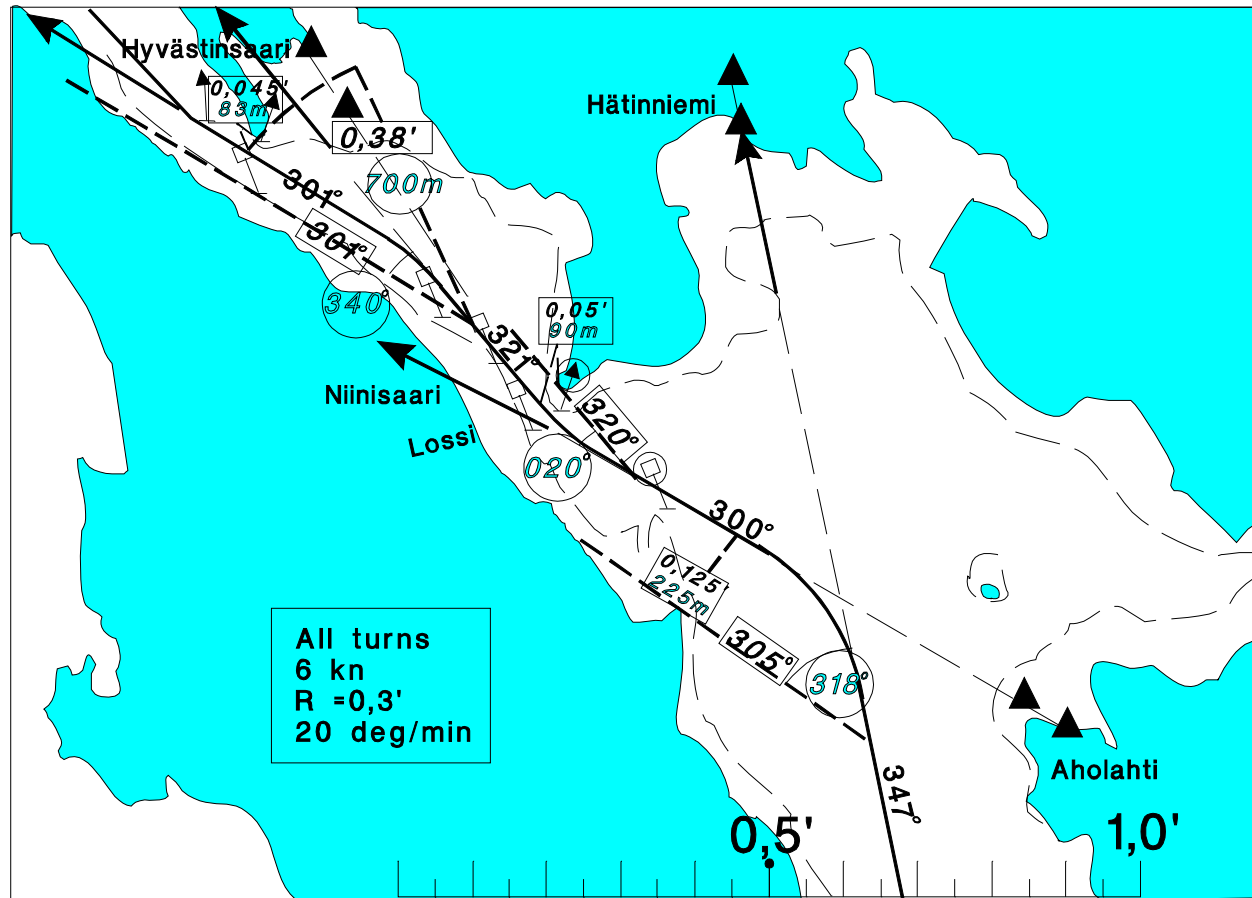 Hyvästinsaari
0,045'
83m
0,38'
Hätinniemi
700m
301°
301°
340°
0,05'
90m
321°
Niinisaari
320°
Lossi
020°
300°
0,125'
225m
305°
318°
All turns
6 kn
R =0,3'
20 deg/min
347°
Aholahti
0,5'
1,0'